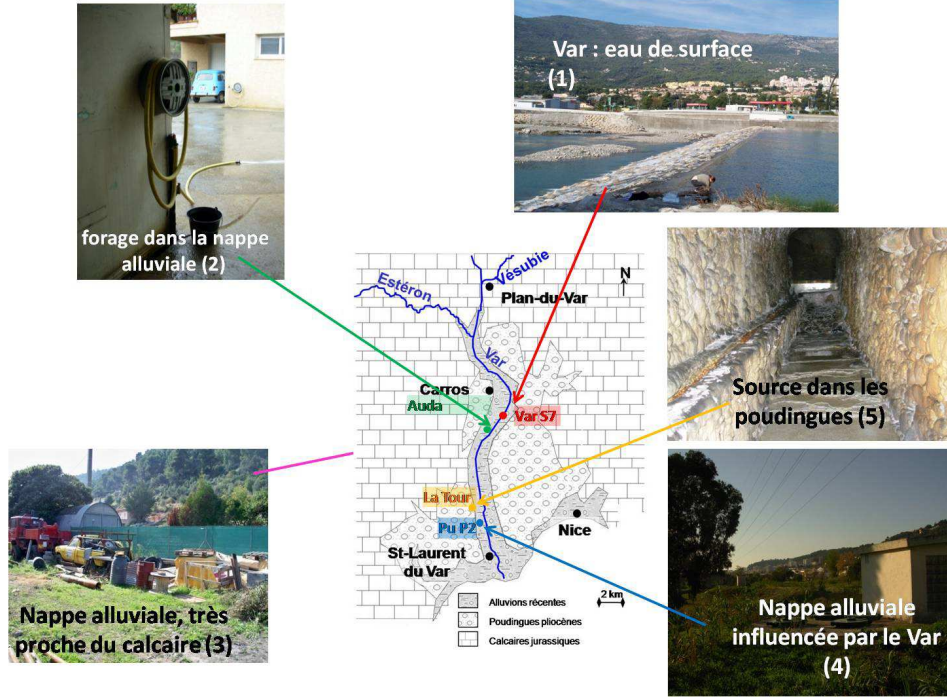 Var : eau de surface
(1)
forage dans la nappe
alluviale (2)
Source dans les
poudingues (5)
Nappe alluviale, très
proche du calcaire (3)
Nappe alluviale
influencée par le Var
(4)
Estéron
Vésubie
N
Plan-du-Var
Var
Carros
Auda
Var S7
La Tour
Pu P2
Nice
St-Laurent
du Var
2 km
Alluvions récentes
Poudingues pliocènes
Calcaires jurassiques